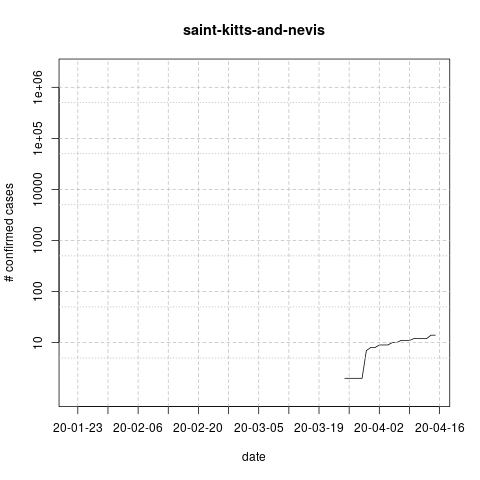 saint-kitts-and-nevis
# confirmed cases
1e+06
1e+05
10000
1000
100
10
20-01-23 20-02-06 20-02-20 20-03-05 20-03-19 20-04-02 20-04-16
date